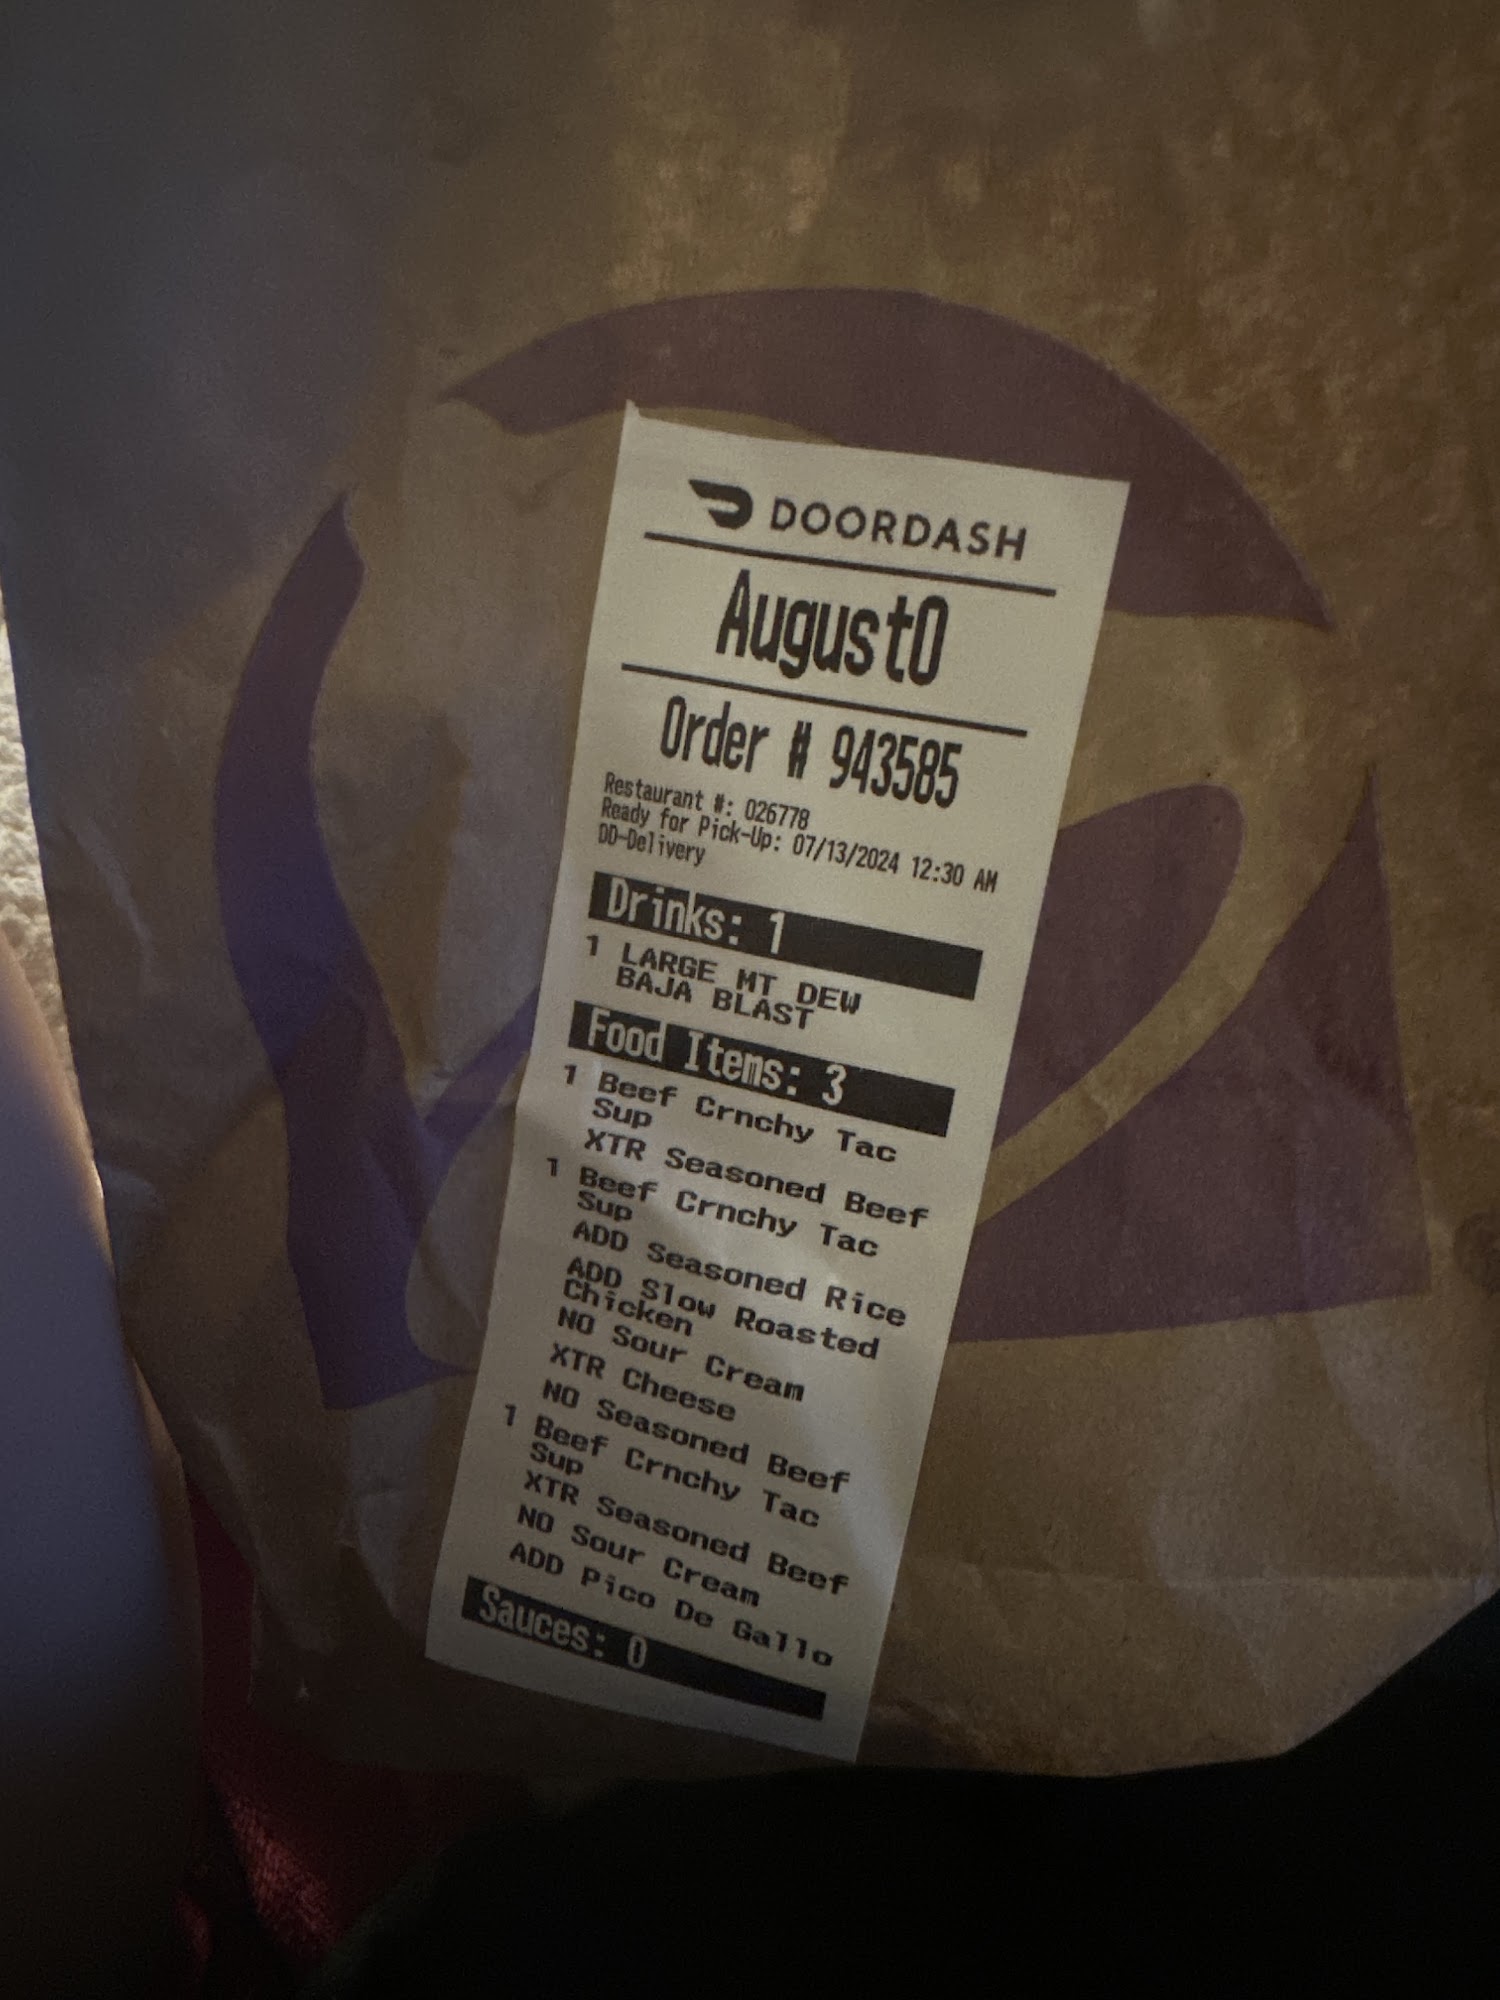 DOORDASH
AugustO
Order # 943585
Restaurant #: 026778
Ready for Pick-Up: 07/13/2024 12:30 AM
DD-Delivery
Drinks: 1
1 LARGE MT DEW
BAJA BLAST
Food Items: 3
1 Beef Crnchy Tac
Sup
XTR Seasoned Beef
1 Beef Crnchy Tac
Sup
ADD Seasoned Rice
ADD Slow Roasted
Chicken
NO Sour Cream
XTR Cheese
NO Seasoned Beef
1 Beef Crnchy Tac
Sup
XTR Seasoned Beef
NO Sour Cream
ADD Pico De Gallo
Sauces: 0